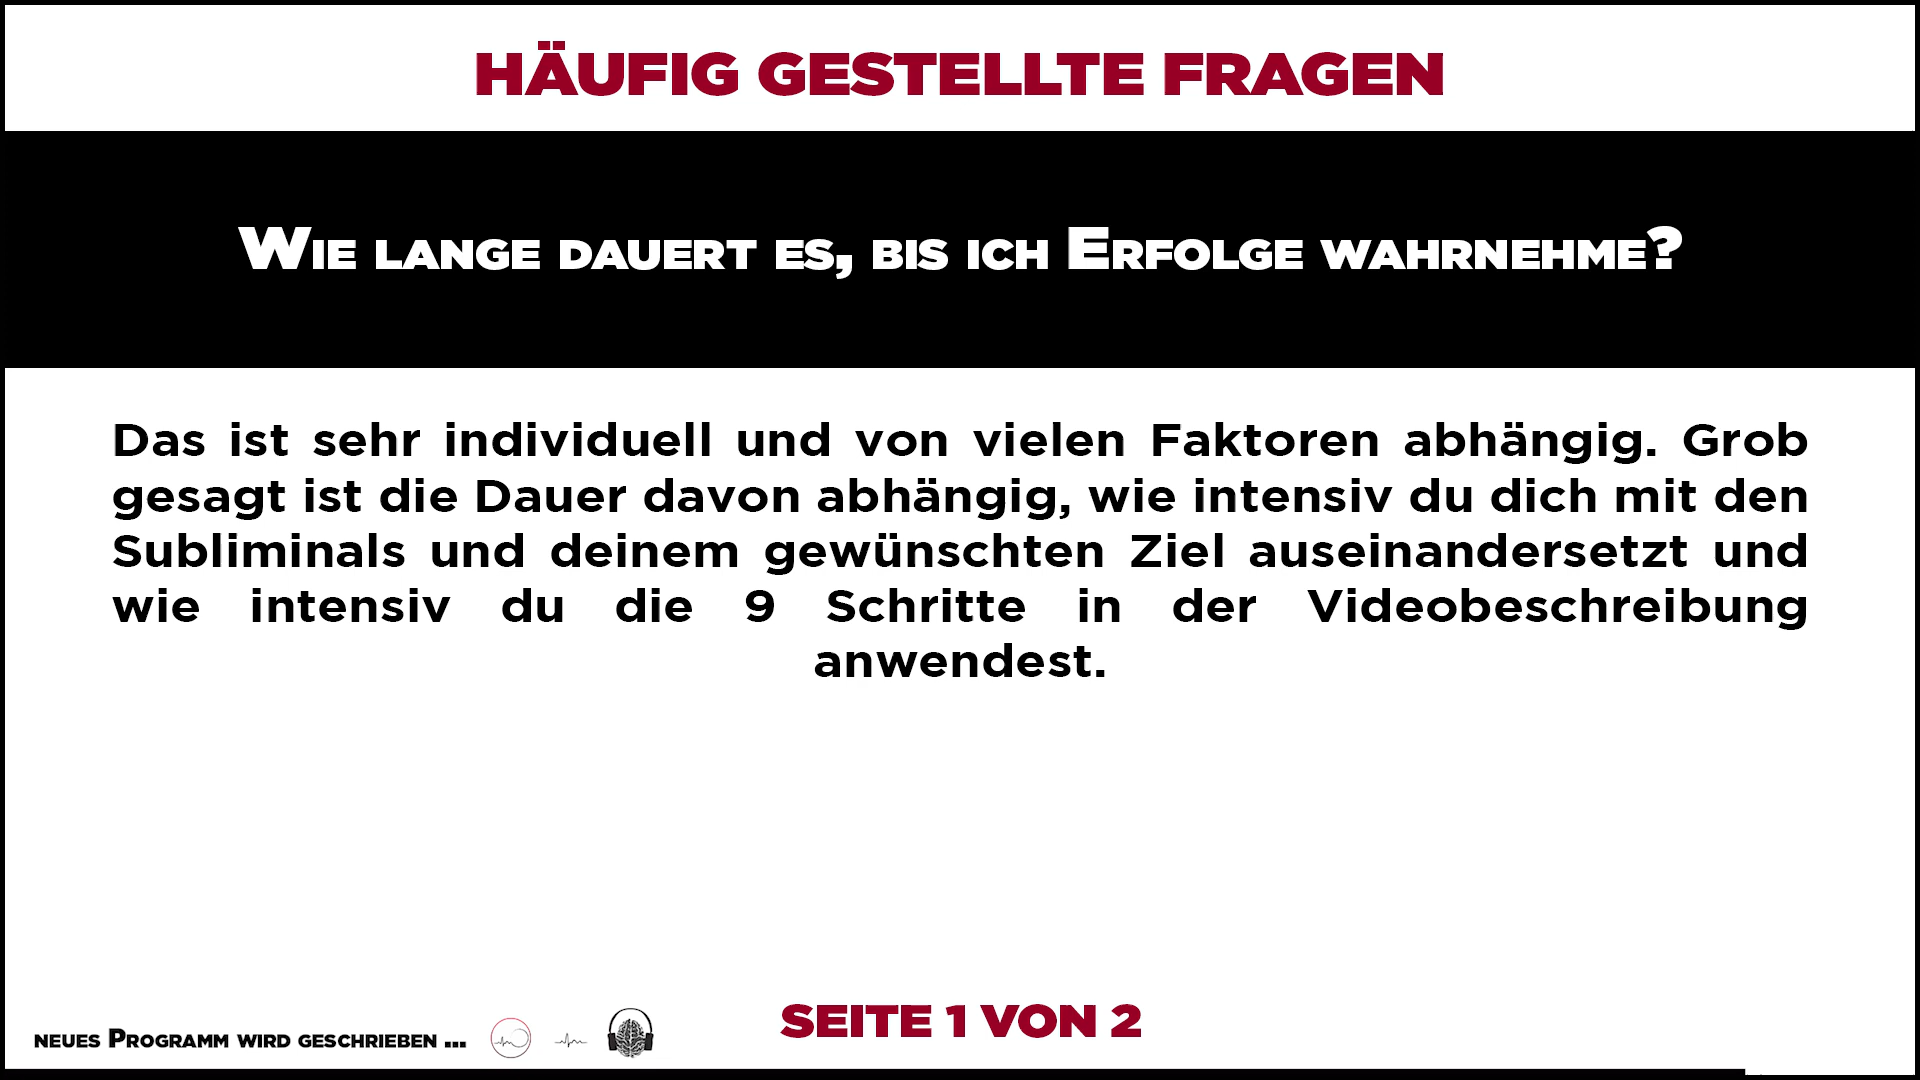 HÄUFIG GESTELLTE FRAGEN
Wie lange dauert es, bis ich Erfolge wahrnehme?
Das ist sehr individuell und von vielen Faktoren abhängig. Grob
gesagt ist die Dauer davon abhängig, wie intensiv du dich mit den
Subliminals und deinem gewünschten Ziel auseinandersetzt und
wie intensiv du die 9 Schritte in der Videobeschreibung
anwendest.
neues Programm wird geschrieben ...
SEITE 1 VON 2